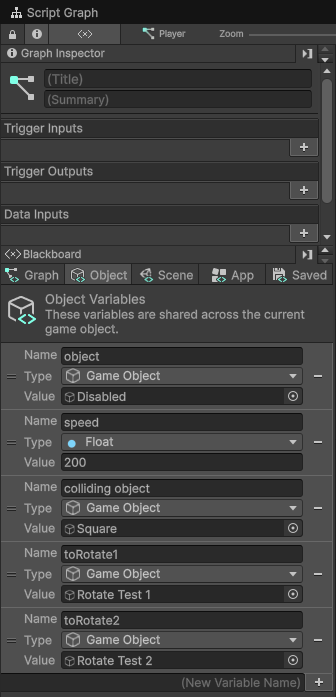 Script Graph
Player Zoom
Graph Inspector
(Title)
(Summary)
Trigger Inputs
Trigger Outputs
Data Inputs
Blackboard
Graph Object Scene App Saved
Object Variables
These variables are shared across the current
game object.
Name object
Type Game Object
Value Disabled
Name speed
Type Float
Value 200
Name colliding object
Type Game Object
Value Square
Name toRotate1
Type Game Object
Value Rotate Test 1
Name toRotate2
Type Game Object
Value Rotate Test 2
(New Variable Name)